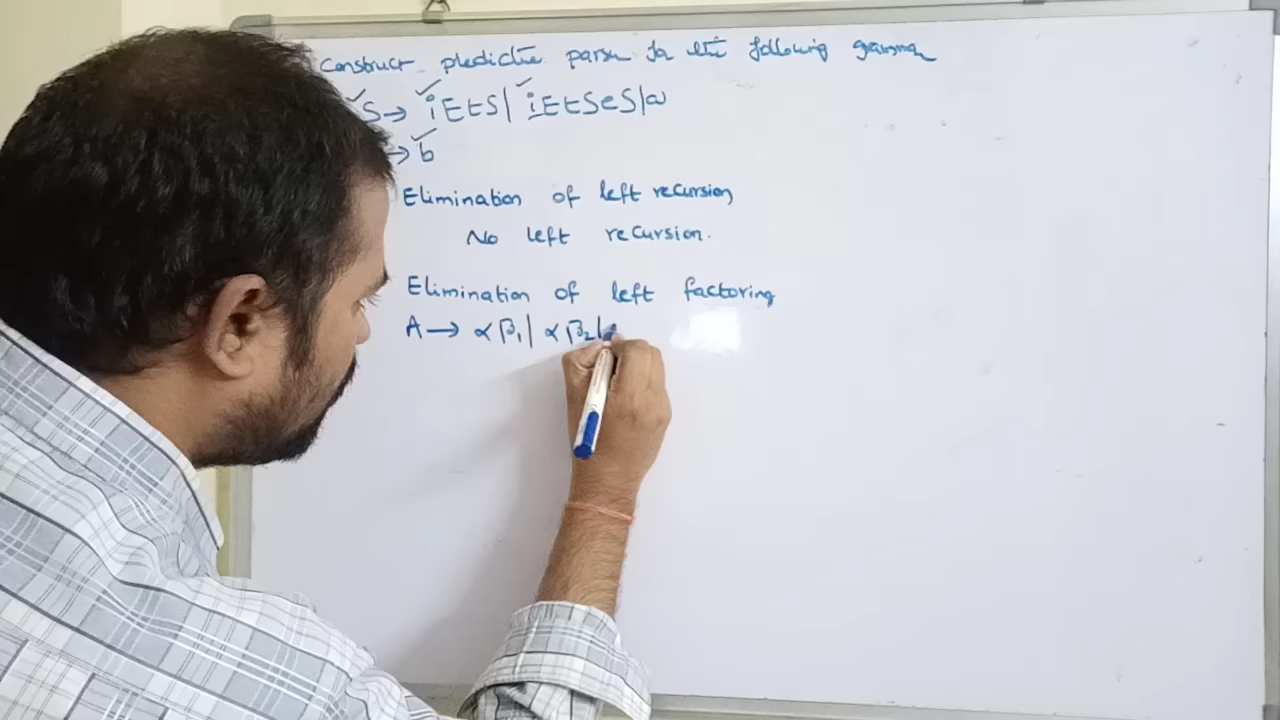 Construct predictive parser for the following grammar
S → iEtS | iEtSeS | a
→ b
Elimination of left recursion
No left recursion.
Elimination of left factoring
A → αβ₁ | αβ₂ |